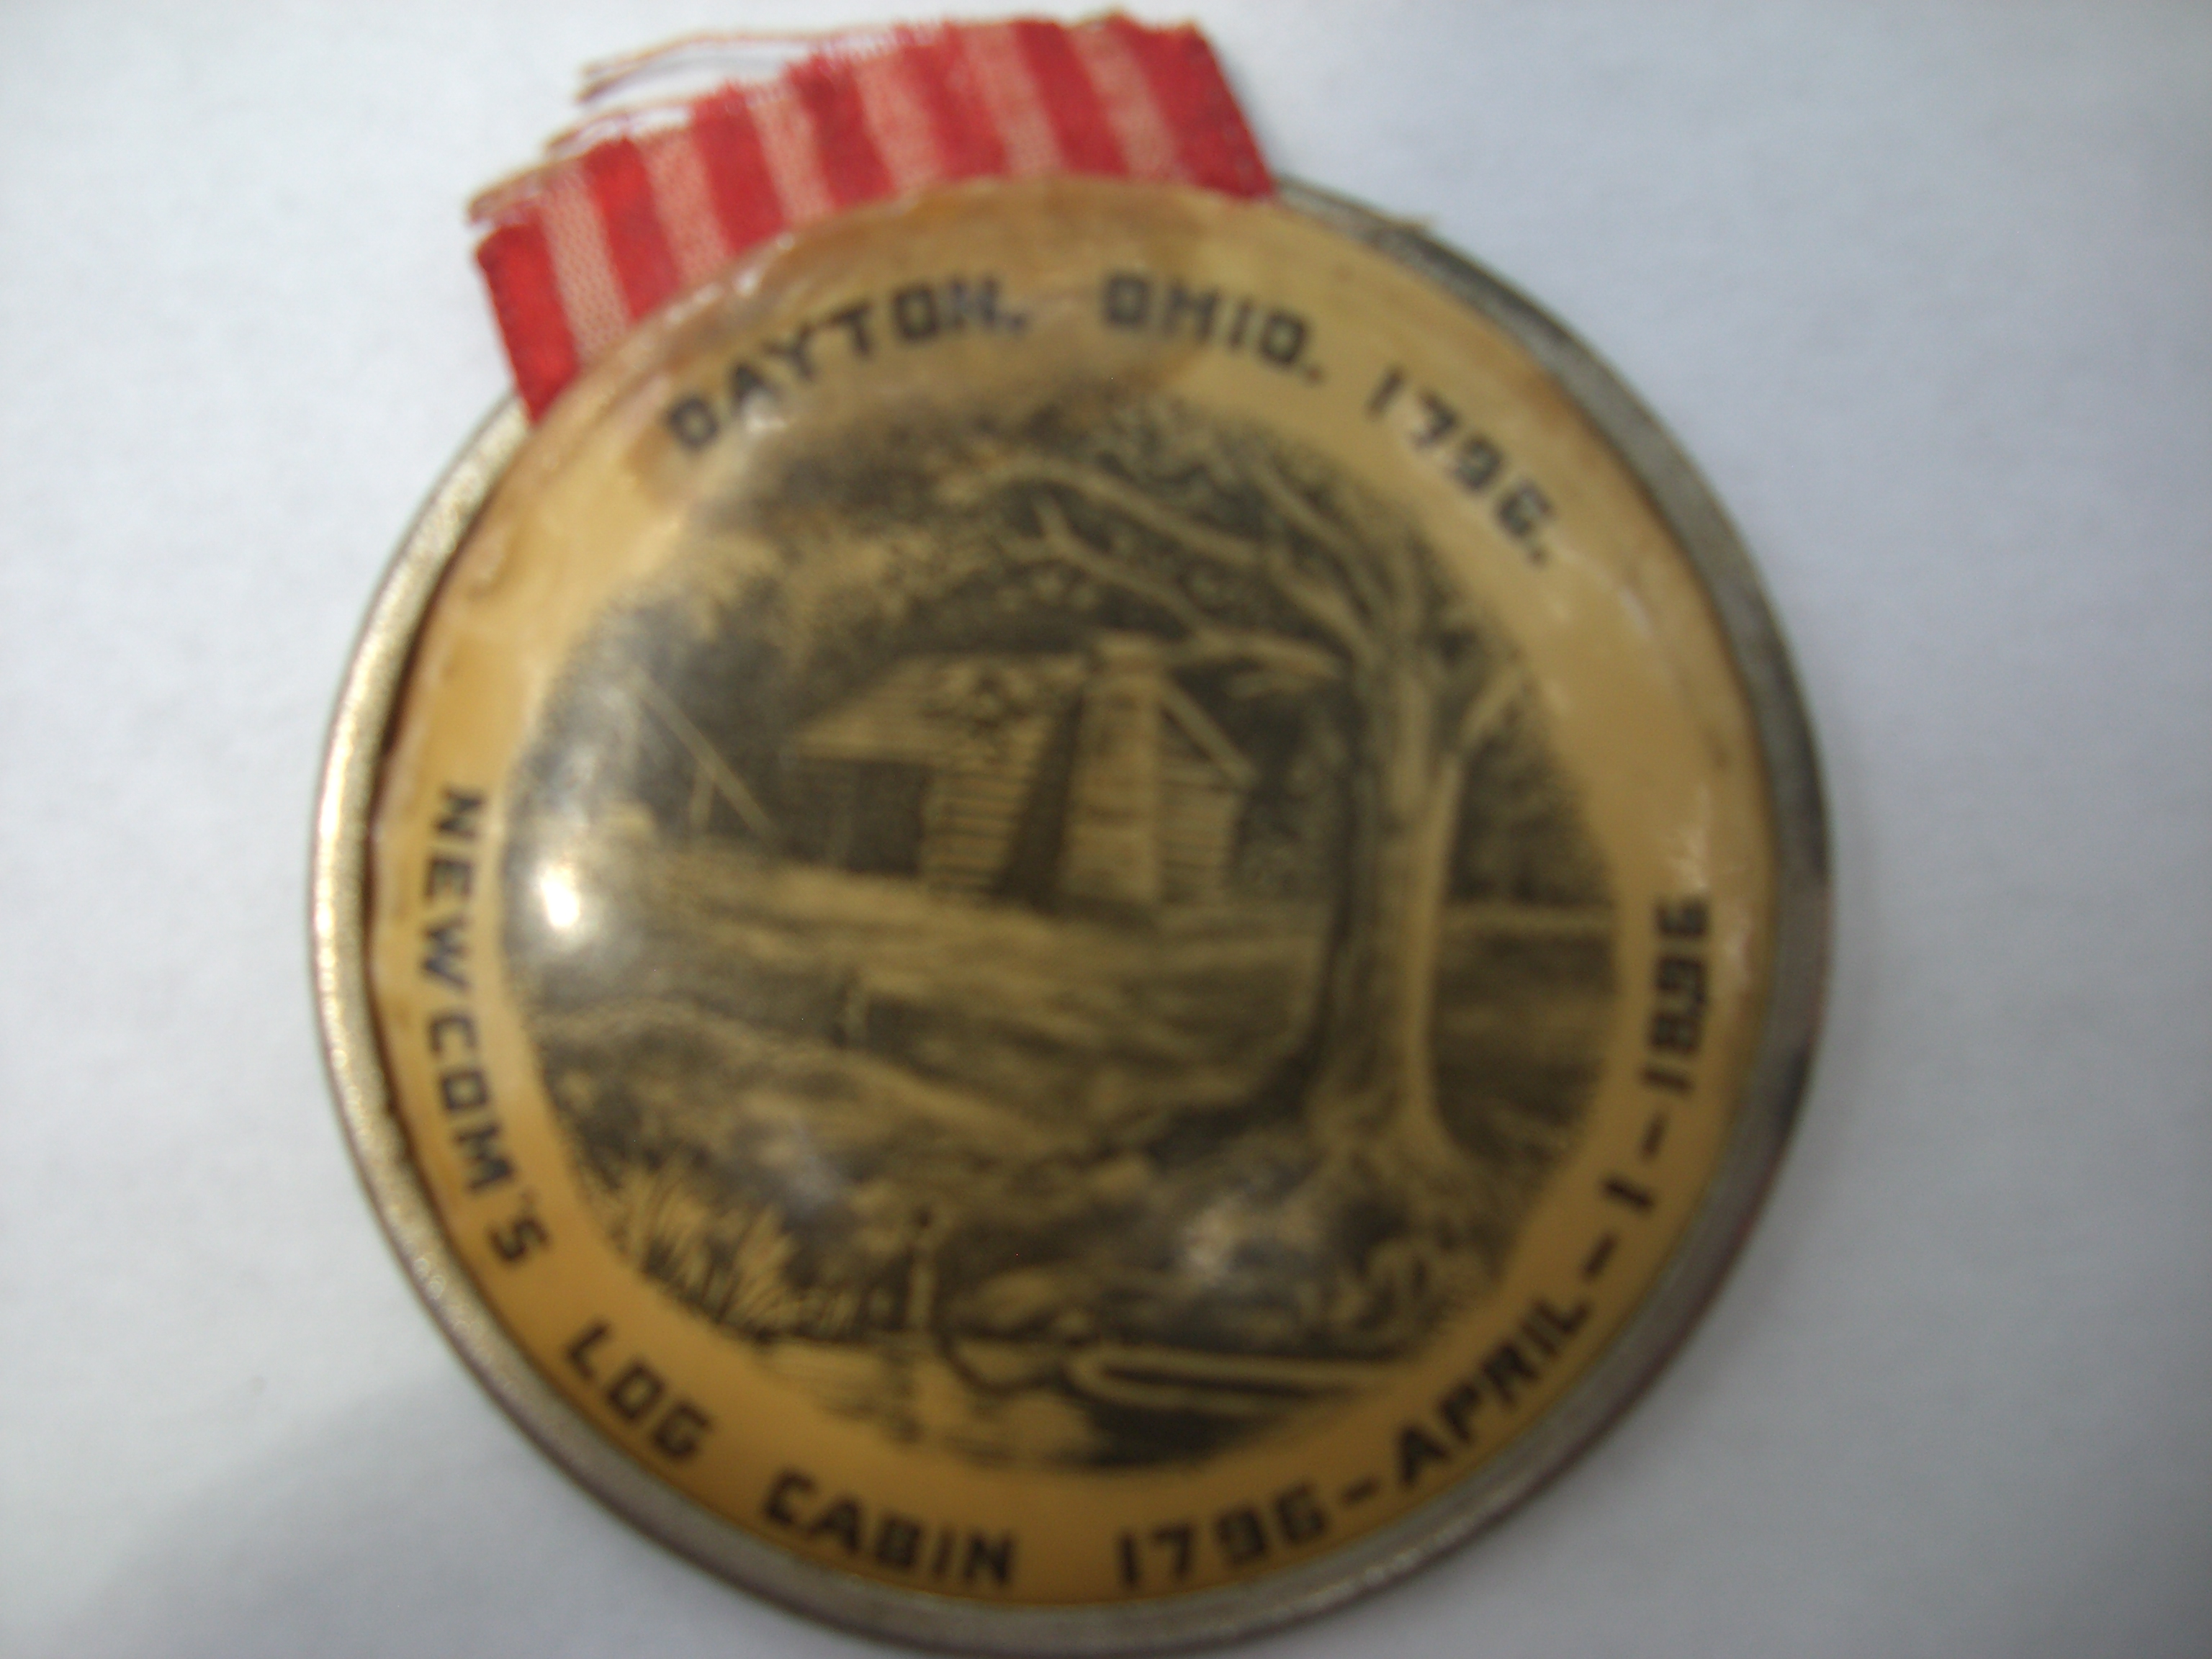 DAYTON, OHIO. 1796.
NEWCOM'S LOG CABIN 1796-APRIL-1-1896